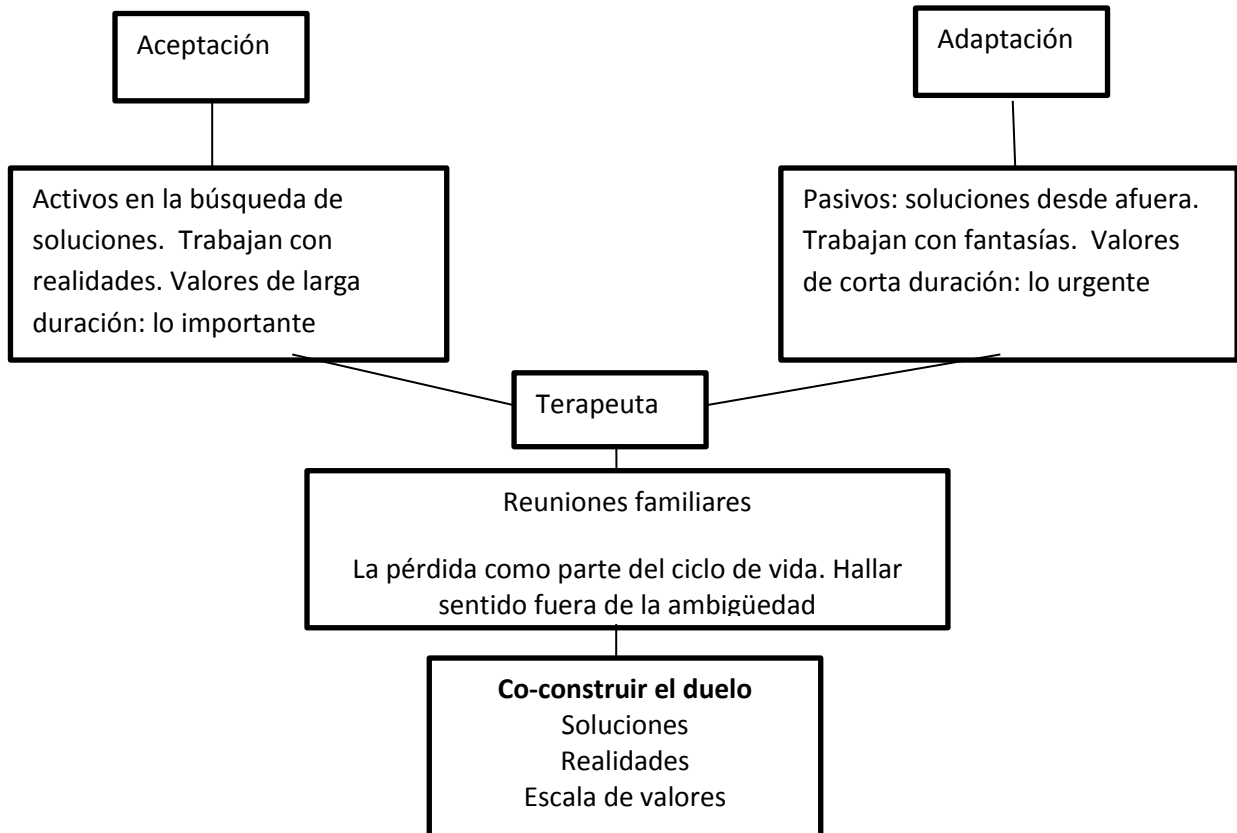 Aceptación
Adaptación
Activos en la búsqueda de
soluciones. Trabajan con
realidades. Valores de larga
duración: lo importante
Pasivos: soluciones desde afuera.
Trabajan con fantasías. Valores
de corta duración: lo urgente
Terapeuta
Reuniones familiares
La pérdida como parte del ciclo de vida. Hallar
sentido fuera de la ambigüedad
Co-construir el duelo
Soluciones
Realidades
Escala de valores